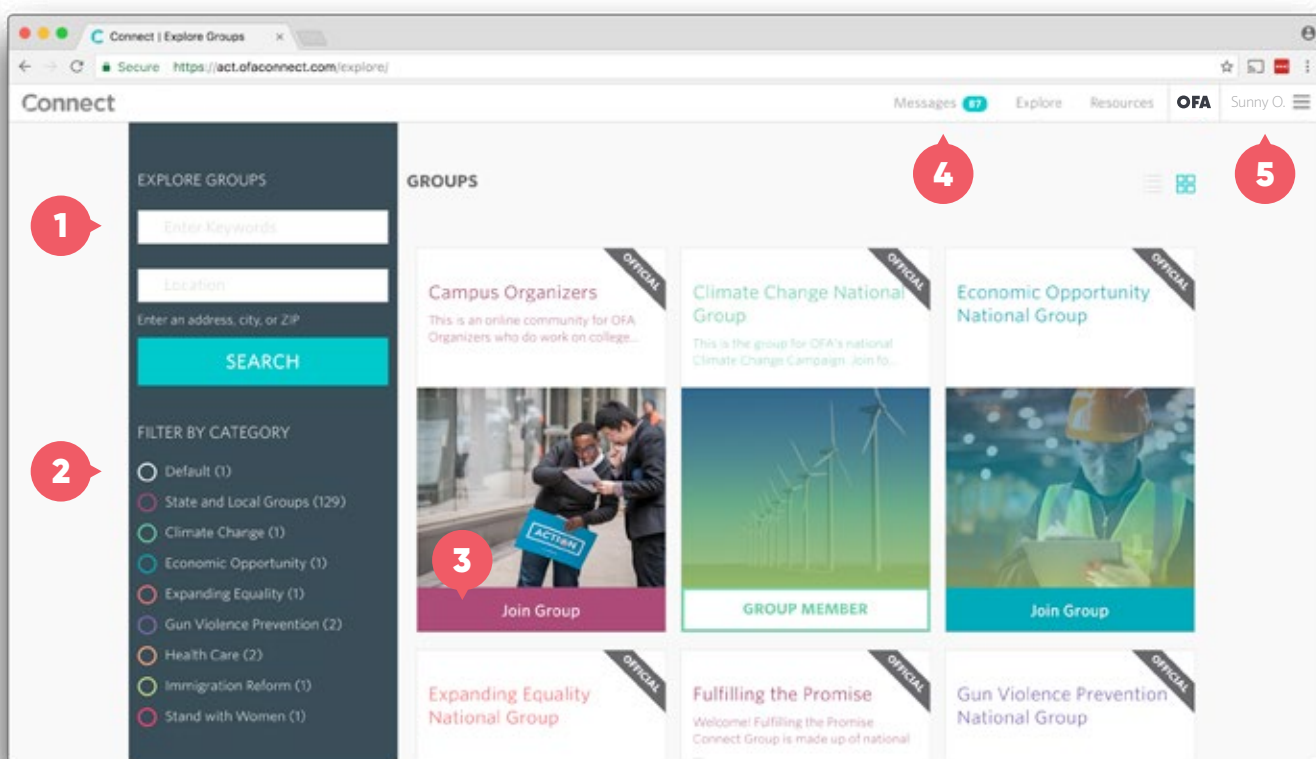 Connect | Explore Groups
Secure https://act.ofaconnect.com/explore/
Connect
Messages 87 Explore Resources OFA Sunny O.
4
5
EXPLORE GROUPS
1
Enter Keywords
Location
Enter an address, city, or ZIP
SEARCH
FILTER BY CATEGORY
2
Default (1)
State and Local Groups (129)
Climate Change (1)
Economic Opportunity (1)
Expanding Equality (1)
Gun Violence Prevention (2)
Health Care (2)
Immigration Reform (1)
Stand with Women (1)
GROUPS
OFFICIAL
Campus Organizers
This is an online community for OFA
Organizers who do work on college...
ACTION
3
Join Group
OFFICIAL
Climate Change National
Group
This is the group for OFA's national
Climate Change Campaign. Join fo...
GROUP MEMBER
OFFICIAL
Economic Opportunity
National Group
Join Group
OFFICIAL
Expanding Equality
National Group
OFFICIAL
Fulfilling the Promise
Welcome! Fulfilling the Promise
Connect Group is made up of national
OFFICIAL
Gun Violence Prevention
National Group